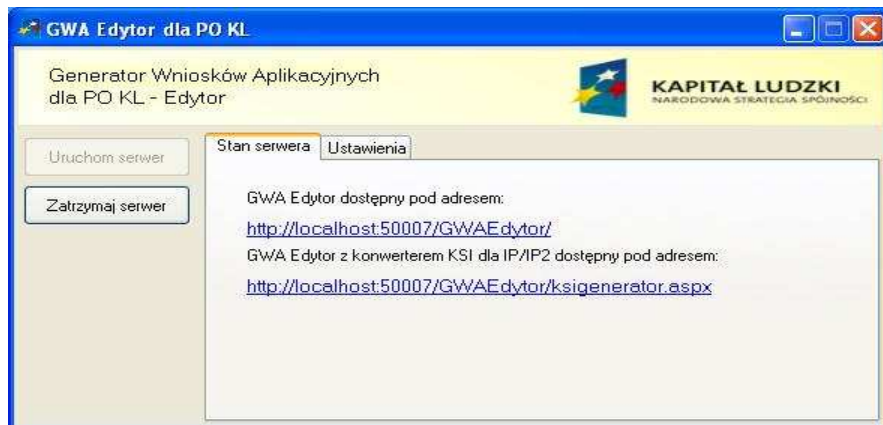 GWA Edytor dla PO KL
Generator Wniosków Aplikacyjnych
dla PO KL - Edytor
KAPITAŁ LUDZKI
NARODOWA STRATEGIA SPÓJNOŚCI
Uruchom serwer
Zatrzymaj serwer
Stan serwera
Ustawienia
GWA Edytor dostępny pod adresem:
http://localhost:50007/GWAEdytor/
GWA Edytor z konwerterem KSI dla IP/IP2 dostępny pod adresem:
http://localhost:50007/GWAEdytor/ksigenerator.aspx